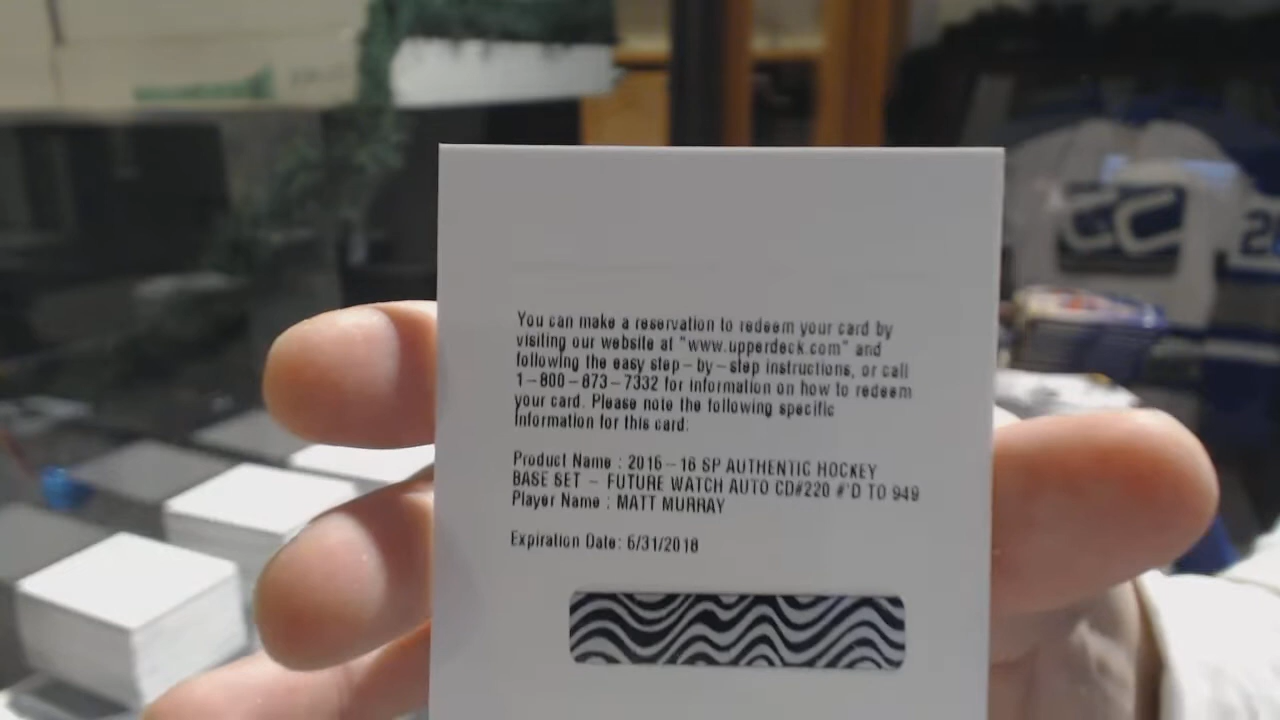 You can make a reservation to redeem your card by
visiting our website at "www.upperdeck.com" and
following the easy step-by-step instructions, or call
1-800-873-7332 for information on how to redeem
your card. Please note the following specific
information for this card:
Product Name : 2015-16 SP AUTHENTIC HOCKEY
BASE SET - FUTURE WATCH AUTO CD#220 #'D TO 949
Player Name : MATT MURRAY
Expiration Date: 5/31/2018
CC